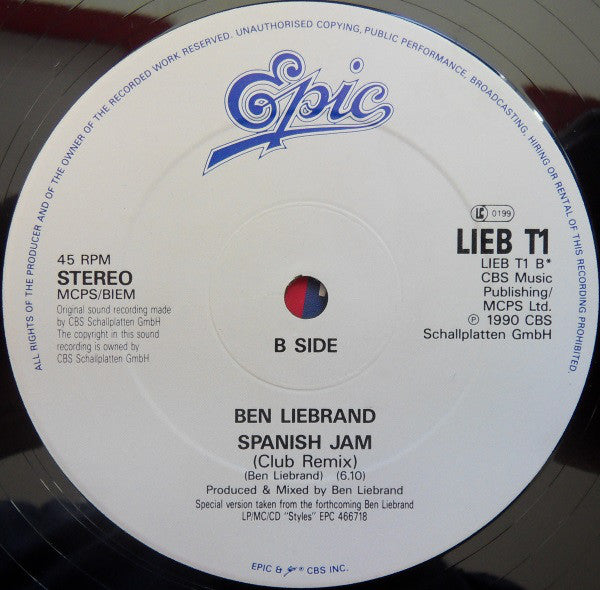 ALL RIGHTS OF THE PRODUCER AND OF THE OWNER OF THE RECORDED WORK RESERVED. UNAUTHORISED COPYING, PUBLIC PERFORMANCE, BROADCASTING, HIRING OR RENTAL OF THIS RECORDING PROHIBITED.
Epic
LC 0199
45 RPM
STEREO
MCPS/BIEM
Original sound recording made
by CBS Schallplatten GmbH
The copyright in this sound
recording is owned by
CBS Schallplatten GmbH
LIEB T1
LIEB T1 B*
CBS Music
Publishing/
MCPS Ltd.
℗ 1990 CBS
Schallplatten GmbH
B SIDE
BEN LIEBRAND
SPANISH JAM
(Club Remix)
(Ben Liebrand) (6.10)
Produced & Mixed by Ben Liebrand
Special version taken from the forthcoming Ben Liebrand
LP/MC/CD "Styles" EPC 466718
EPIC & Epic ® CBS INC.